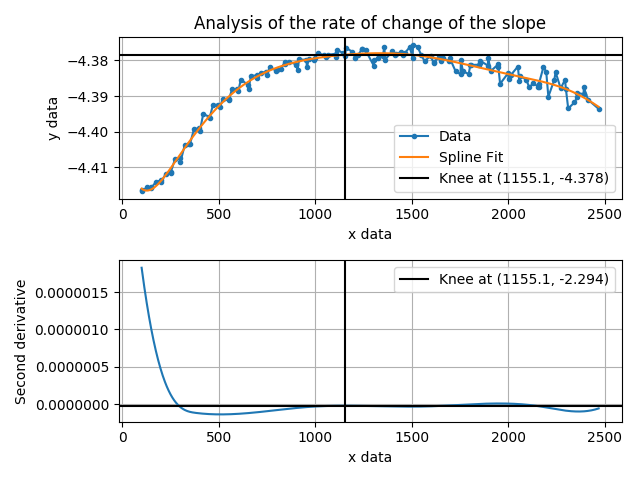 Analysis of the rate of change of the slope
−4.38
−4.39
−4.40
−4.41
y data
Data
Spline Fit
Knee at (1155.1, -4.378)
0 500 1000 1500 2000 2500
x data
Knee at (1155.1, -2.294)
0.0000015
0.0000010
0.0000005
0.0000000
Second derivative
0 500 1000 1500 2000 2500
x data